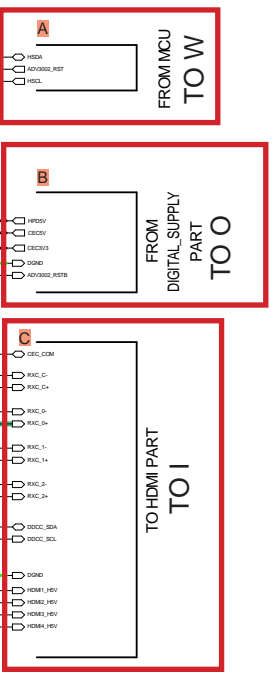 A
HSDA
ADV3002_RST
HSCL
FROM MCU
TO W
B
HPD5V
CEC5V
CEC3V3
DGND
ADV3002_RSTB
FROM
DIGITAL_SUPPLY
PART
TO O
C
CEC_COM
RXC_C-
RXC_C+
RXC_0-
RXC_0+
RXC_1-
RXC_1+
RXC_2-
RXC_2+
DDCC_SDA
DDCC_SCL
DGND
HDMI1_H5V
HDMI2_H5V
HDMI3_H5V
HDMI4_H5V
TO HDMI PART
TO I